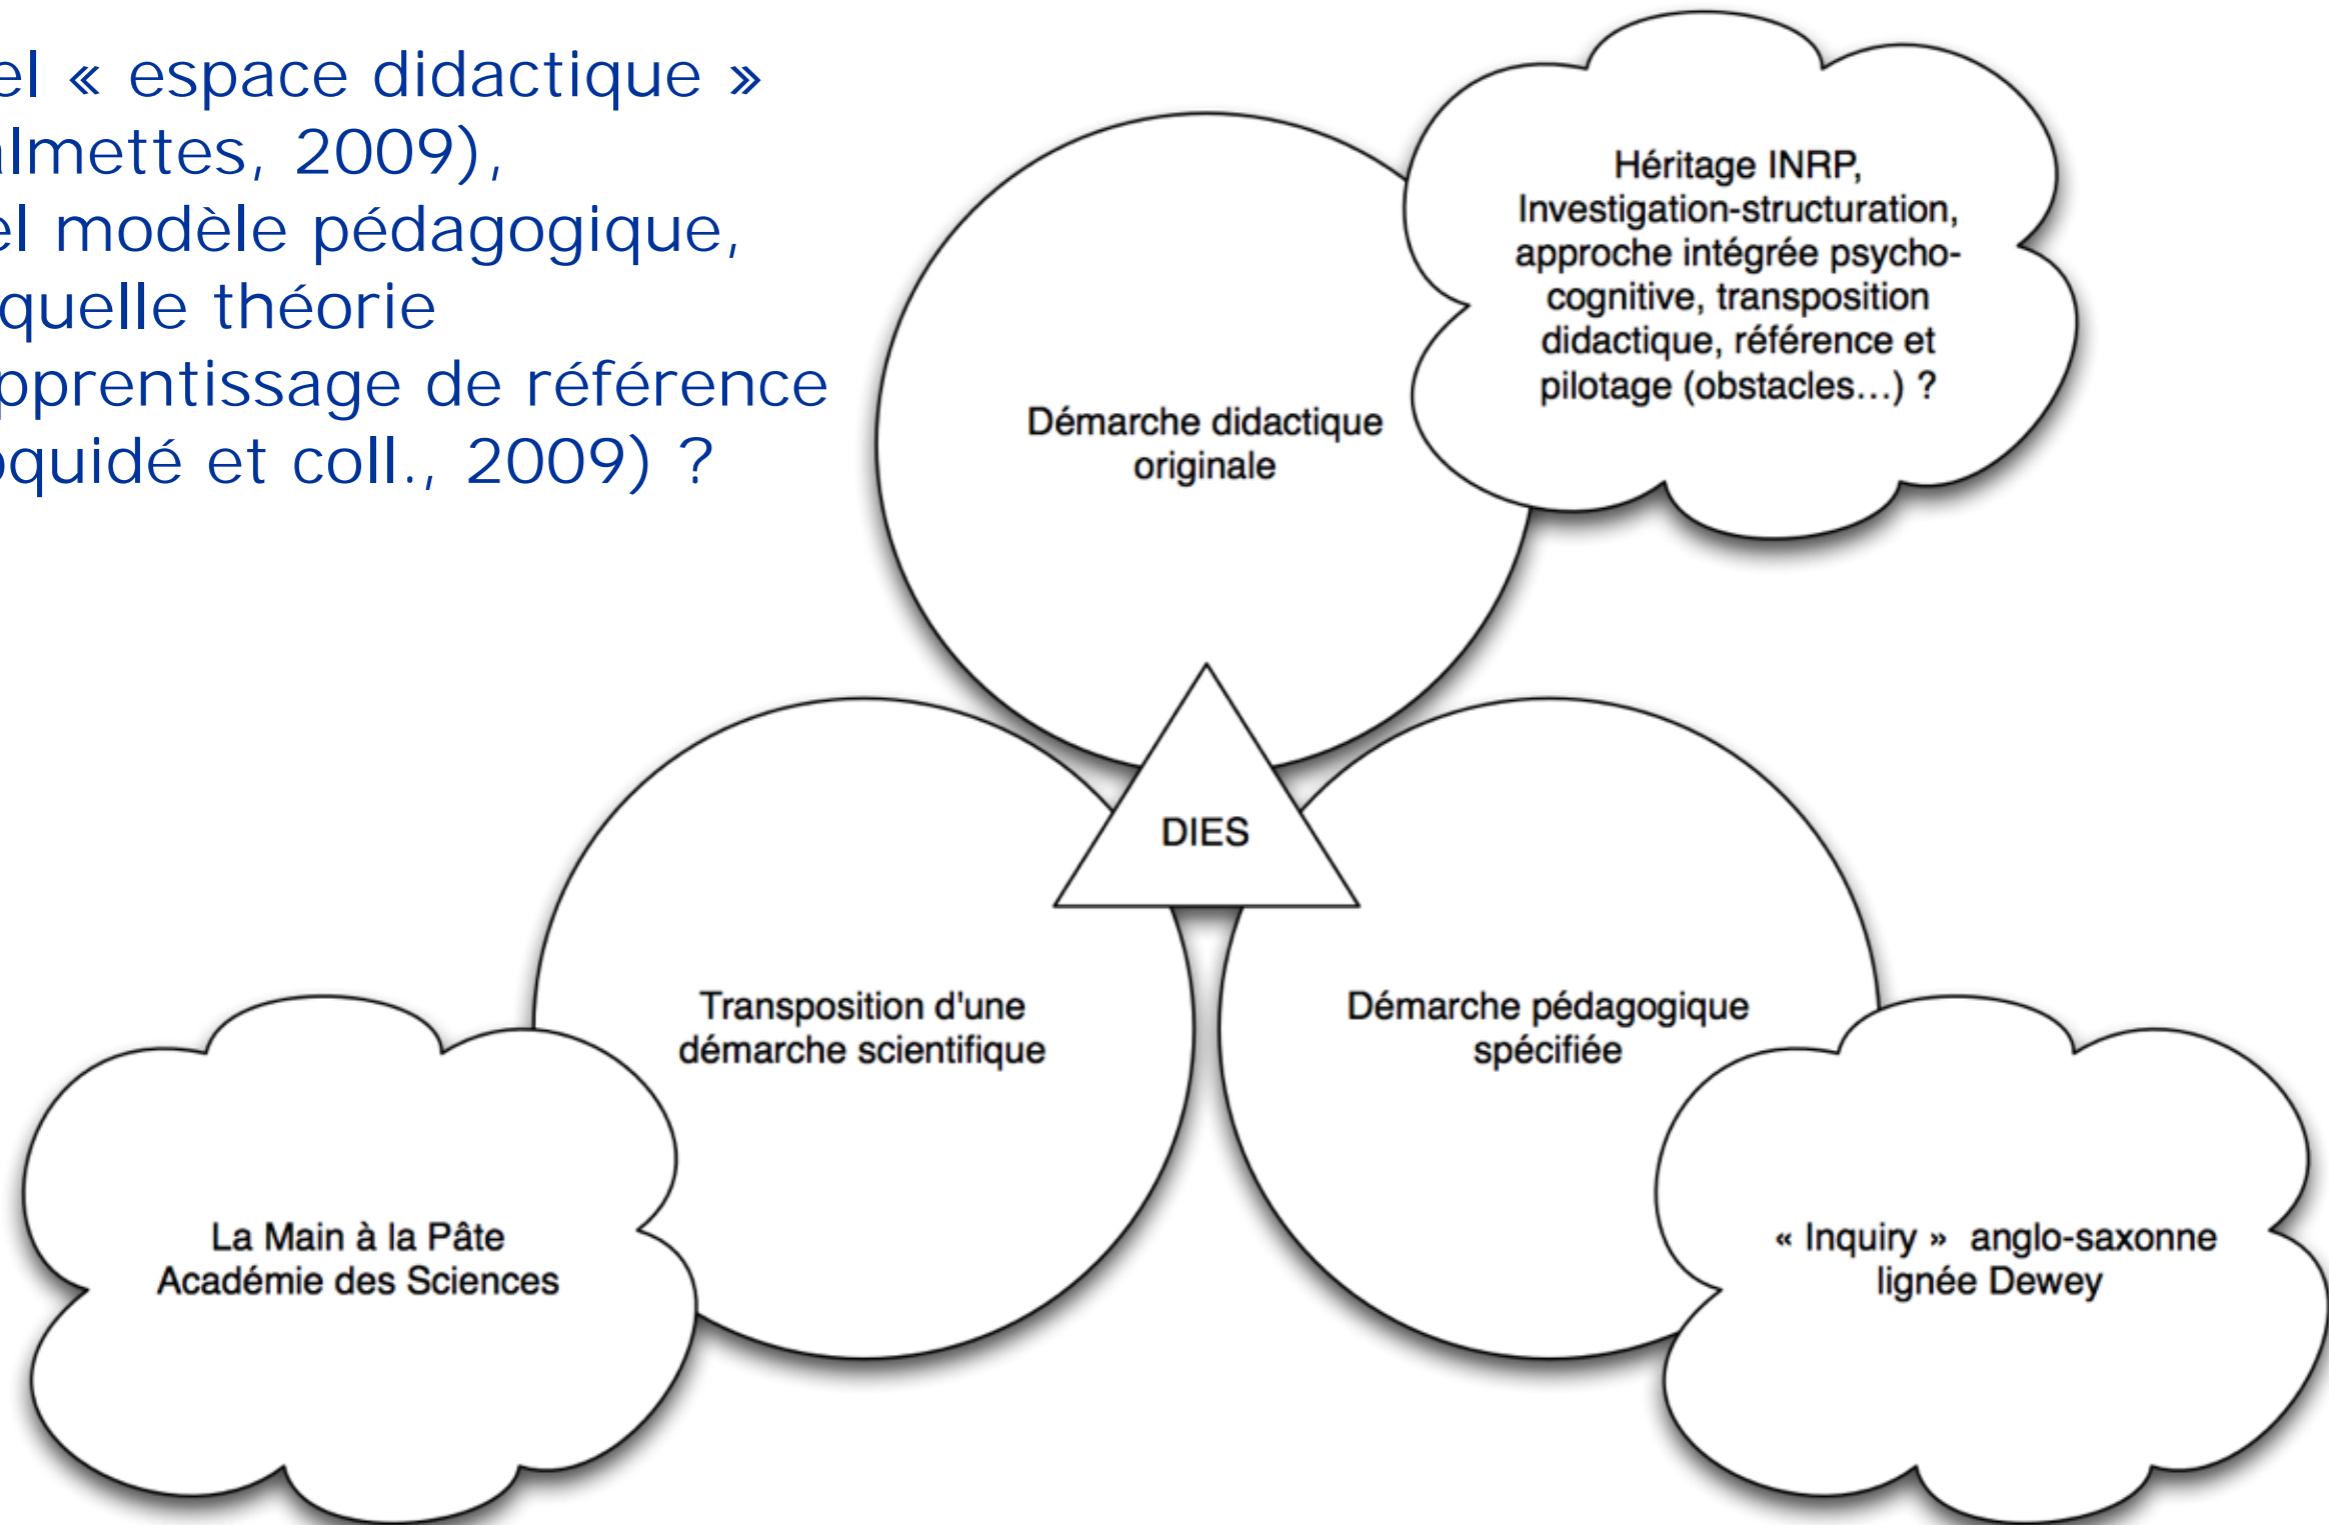 el « espace didactique »
almettes, 2009),
el modèle pédagogique,
quelle théorie
pprentissage de référence
oquidé et coll., 2009) ?
Héritage INRP,
Investigation-structuration,
approche intégrée psycho-
cognitive, transposition
didactique, référence et
pilotage (obstacles…) ?
Démarche didactique
originale
DIES
Transposition d'une
démarche scientifique
Démarche pédagogique
spécifiée
La Main à la Pâte
Académie des Sciences
« Inquiry » anglo-saxonne
lignée Dewey